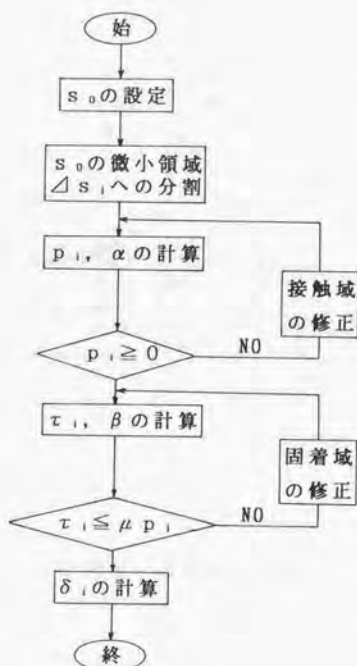 始
s₀の設定
s₀の微小領域
⊿sᵢへの分割
pᵢ, αの計算
接触域
の修正
pᵢ≧0
NO
τᵢ, βの計算
固着域
の修正
τᵢ≦μpᵢ
NO
δᵢの計算
終